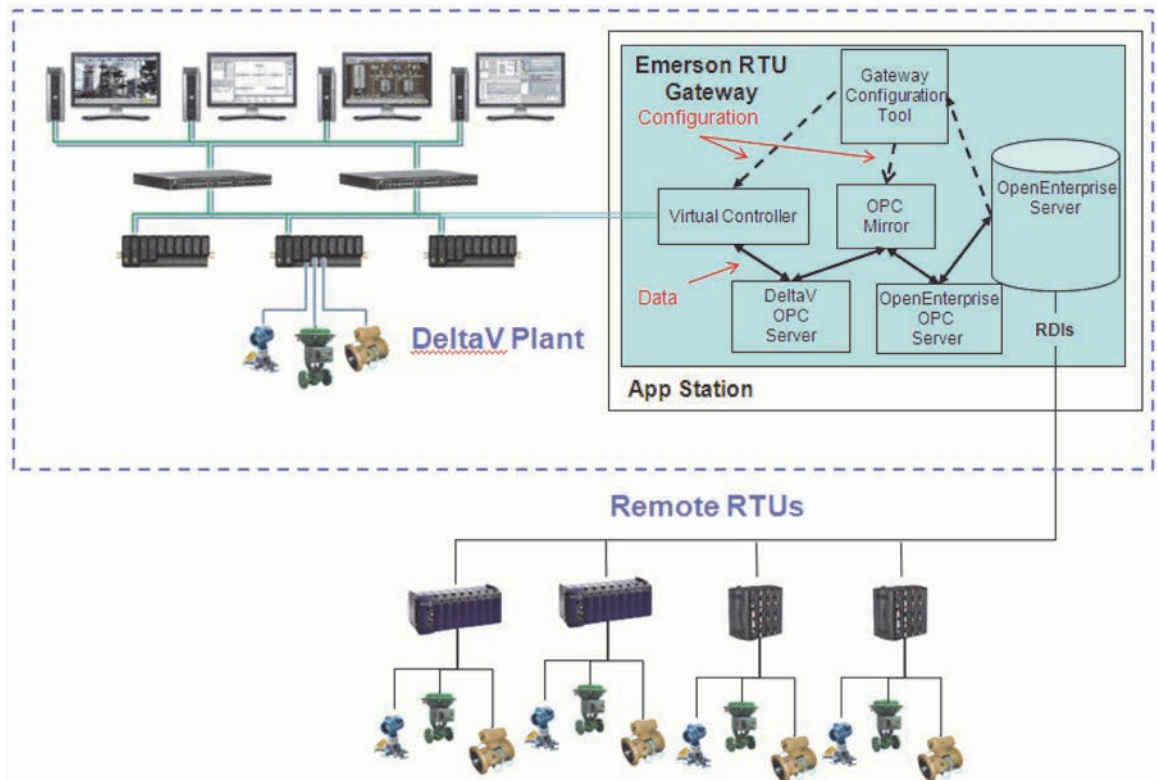 Emerson RTU
Gateway
Configuration
Gateway
Configuration
Tool
OpenEnterprise
Server
Virtual Controller
OPC
Mirror
Data
DeltaV
OPC
Server
OpenEnterprise
OPC
Server
RDIs
DeltaV Plant
App Station
Remote RTUs